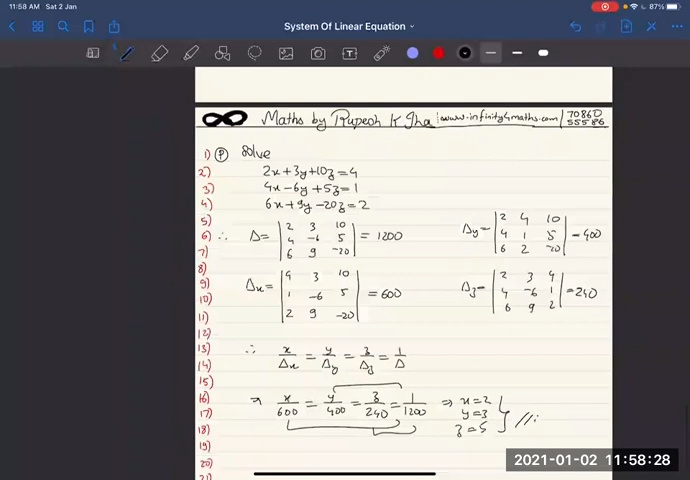 11:58 AM Sat 2 Jan 87%
System Of Linear Equation
Maths by Rupesh K Jha www.infinity4maths.com 70860 55586
1) P Solve
2) 2x+3y+10z=4
3) 4x-6y+5z=1
4) 6x+9y-20z=2
5) 2 4 10
6) ∴ Δ= 2 3 10 4 -6 5 6 9 -20 = 1200 Δy= 4 1 5 = 400
7) 6 2 -20
8)
9) Δx= 4 3 10 1 -6 5 2 9 -20 = 600 Δz= 2 3 4 4 -6 1 6 9 2 = 240
10)
11)
12)
13) ∴ x/Δx = y/Δy = z/Δz = 1/Δ
14)
15)
16) ⇒ x/600 = y/400 = z/240 = 1/1200 ⇒ x=2
17) y=3
18) z=5
19)
20)
21)
2021-01-02 11:58:28